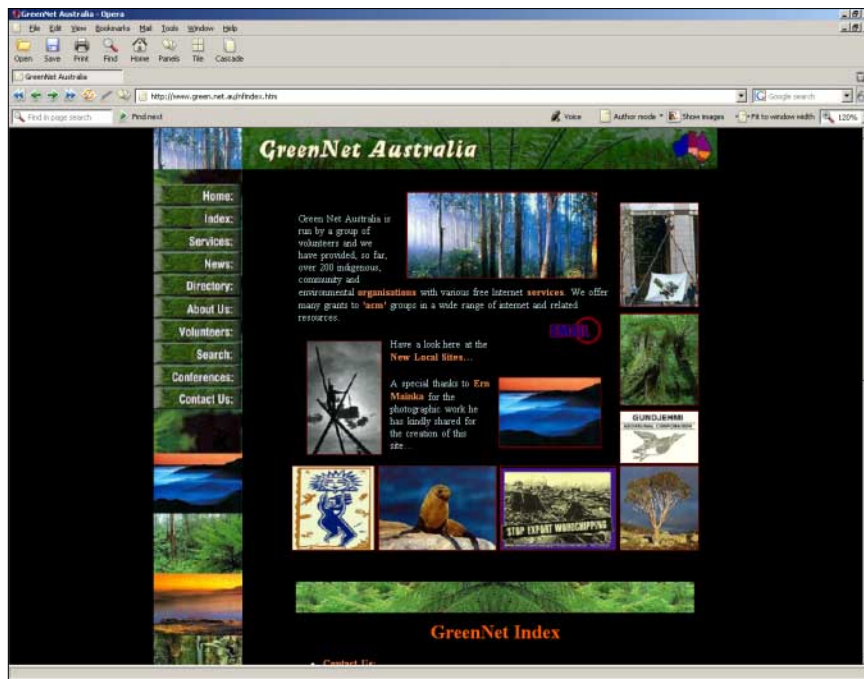 GreenNet Australia - Opera
File Edit View Bookmarks Mail Tools Window Help
Open Save Print Find Home Panels Tile Cascade
GreenNet Australia
http://www.green.net.au/nfindex.htm
Google search
Find in page search
Find next
Voice
Author mode
Show images
Fit to window width
120%
GreenNet Australia
Home:
Index:
Services:
News:
Directory:
About Us:
Volunteers:
Search:
Conferences:
Contact Us:
Green Net Australia is
run by a group of
volunteers and we
have provided, so far,
over 200 indigenous,
community and
environmental organisations with various free Internet services. We offer
many grants to 'acm' groups in a wide range of internet and related
resources.
EMAIL
Have a look here at the
New Local Sites...
A special thanks to Ern
Mainka for the
photographic work he
has kindly shared for
the creation of this
site...
GUNDJEHMI
ABORIGINAL CORPORATION
STOP EXPORT WOODCHIPPING
GreenNet Index
Contact Us: